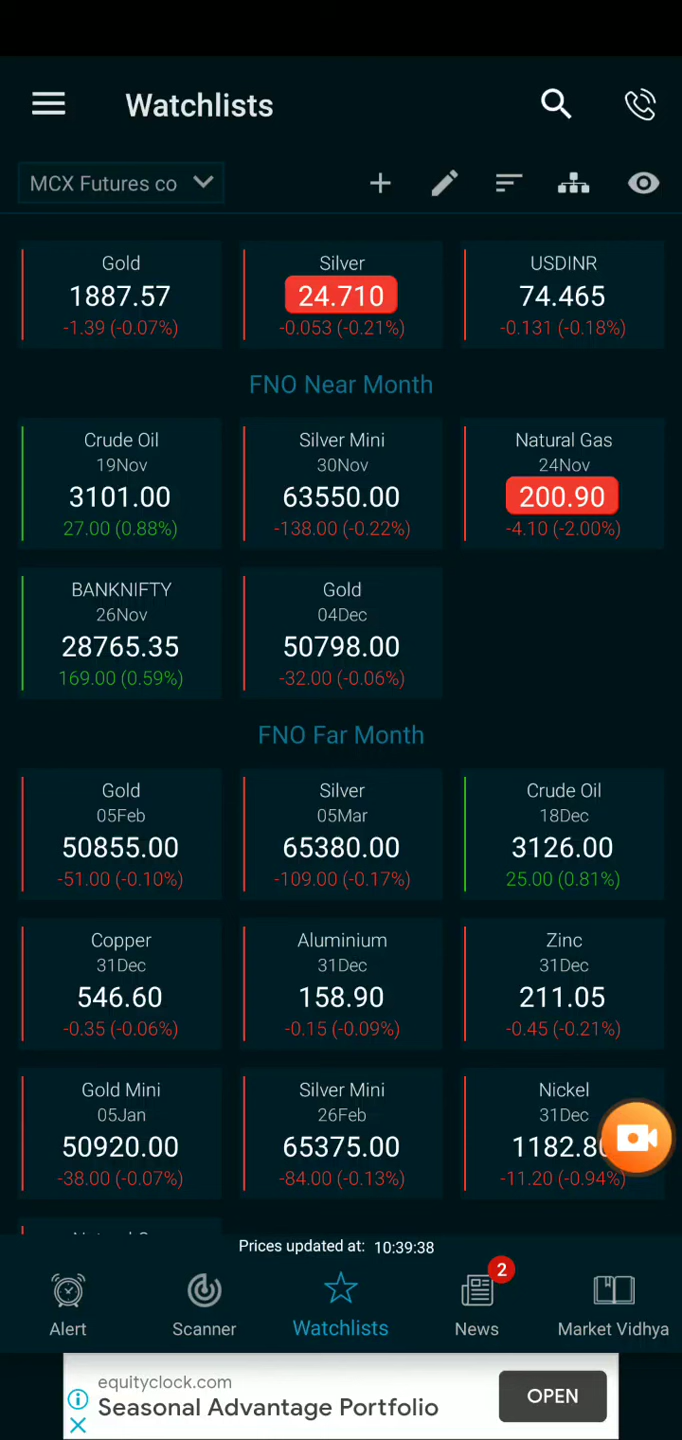 Watchlists
MCX Futures co
Gold
1887.57
-1.39 (-0.07%)
Silver
24.710
-0.053 (-0.21%)
USDINR
74.465
-0.131 (-0.18%)
FNO Near Month
Crude Oil
19Nov
3101.00
27.00 (0.88%)
Silver Mini
30Nov
63550.00
-138.00 (-0.22%)
Natural Gas
24Nov
200.90
-4.10 (-2.00%)
BANKNIFTY
26Nov
28765.35
169.00 (0.59%)
Gold
04Dec
50798.00
-32.00 (-0.06%)
FNO Far Month
Gold
05Feb
50855.00
-51.00 (-0.10%)
Silver
05Mar
65380.00
-109.00 (-0.17%)
Crude Oil
18Dec
3126.00
25.00 (0.81%)
Copper
31Dec
546.60
-0.35 (-0.06%)
Aluminium
31Dec
158.90
-0.15 (-0.09%)
Zinc
31Dec
211.05
-0.45 (-0.21%)
Gold Mini
05Jan
50920.00
-38.00 (-0.07%)
Silver Mini
26Feb
65375.00
-84.00 (-0.13%)
Nickel
31Dec
1182.8
-11.20 (-0.94%)
Prices updated at: 10:39:38
2
Alert
Scanner
Watchlists
News
Market Vidhya
equityclock.com
Seasonal Advantage Portfolio
OPEN